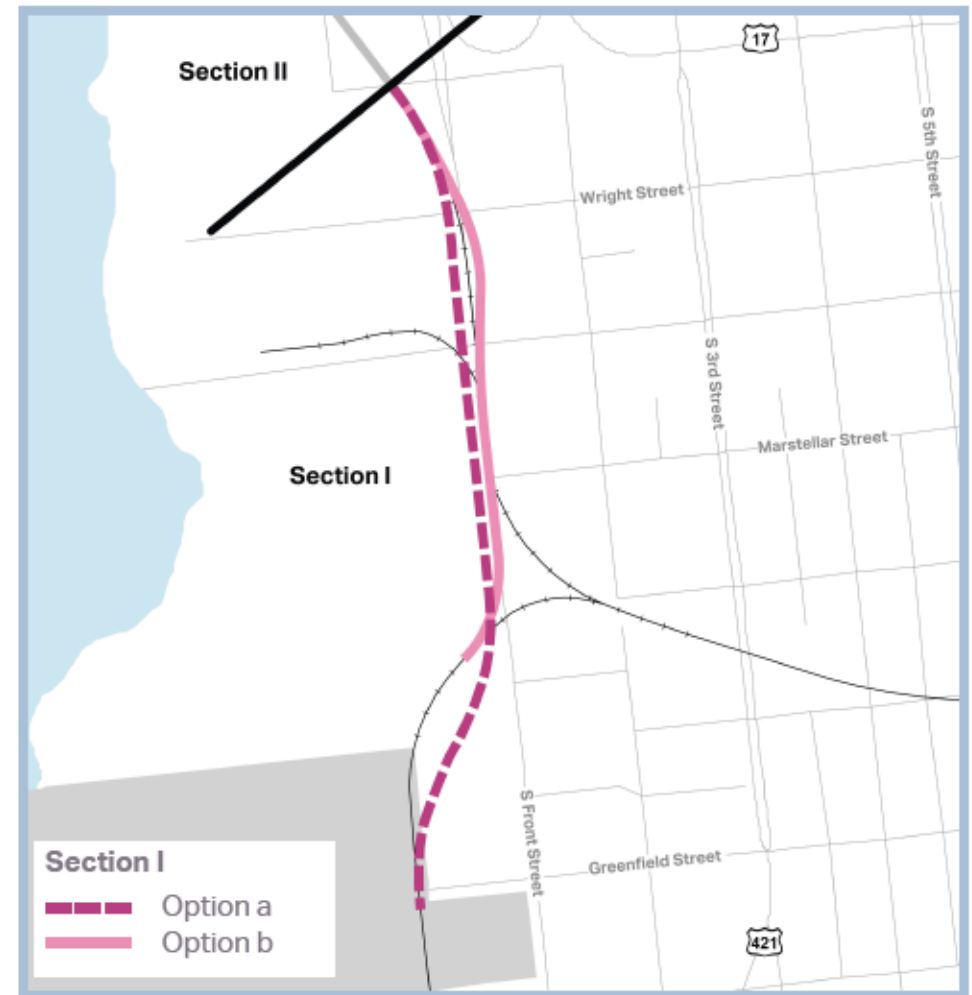 17
Section II
S 5th Street
Wright Street
S 3rd Street
Marstellar Street
Section I
S Front Street
Greenfield Street
Section I
Option a
Option b
421